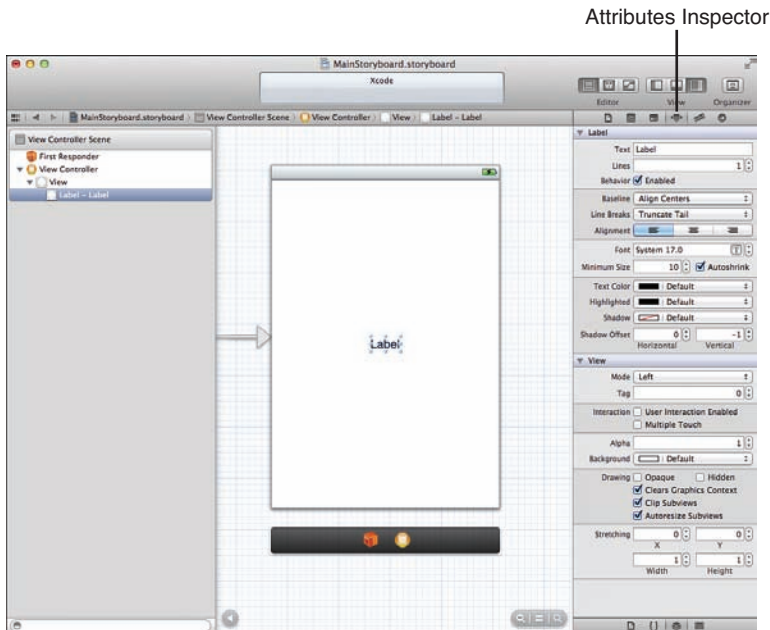 Attributes Inspector
MainStoryboard.storyboard
Xcode
Editor View Organizer
MainStoryboard.storyboard View Controller Scene View Controller View Label - Label
View Controller Scene
First Responder
View Controller
View
Label - Label
Label
Label
Text Label
Lines 1
Behavior Enabled
Baseline Align Centers
Line Breaks Truncate Tail
Alignment
Font System 17.0 T
Minimum Size 10 Autoshrink
Text Color Default
Highlighted Default
Shadow Default
Shadow Offset 0 -1
Horizontal Vertical
View
Mode Left
Tag 0
Interaction User Interaction Enabled
Multiple Touch
Alpha 1
Background Default
Drawing Opaque Hidden
Clears Graphics Context
Clip Subviews
Autoresize Subviews
Stretching 0 0
X Y
1 1
Width Height
{}